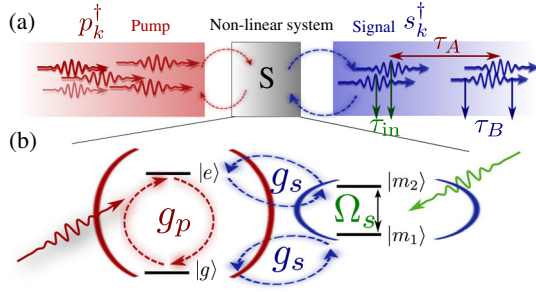 (a) p_k^† Pump Non-linear system Signal s_k^†
S
τ_A
τ_in τ_B
(b)
|e⟩ g_s |m_2⟩
g_p Ω_s
|g⟩ g_s |m_1⟩